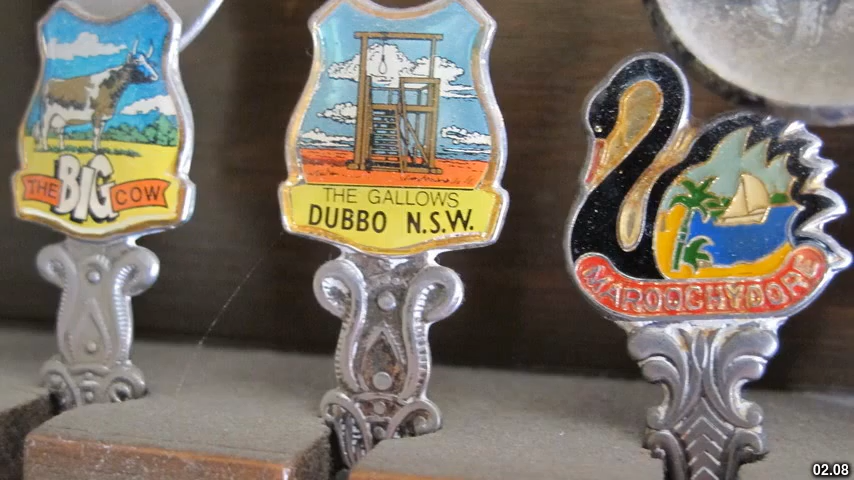 THE BIG COW
THE GALLOWS
DUBBO N.S.W.
MAROOCHYDORE
02.08